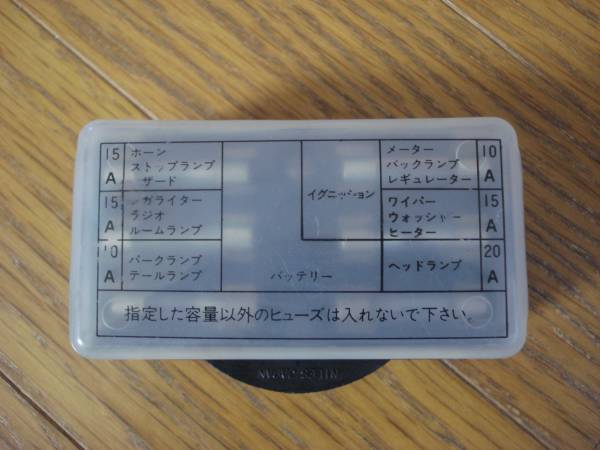 15 A
ホーン
ストップランプ
ザード
15 A
ガライター
ラジオ
ルームランプ
10 A
パークランプ
テールランプ
イグニッション
バッテリー
メーター
バックランプ
レギュレーター
10 A
ワイパー
ウォッシャー
ヒーター
15 A
ヘッドランプ
20 A
指定した容量以外のヒューズは入れないで下さい。